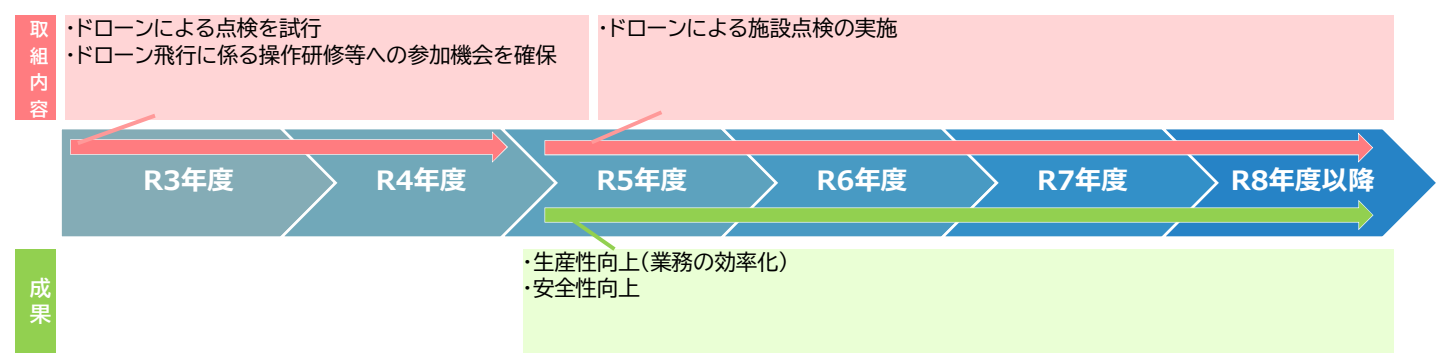 取組内容
・ドローンによる点検を試行
・ドローン飛行に係る操作研修等への参加機会を確保
・ドローンによる施設点検の実施
R3年度
R4年度
R5年度
R6年度
R7年度
R8年度以降
成果
・生産性向上(業務の効率化)
・安全性向上